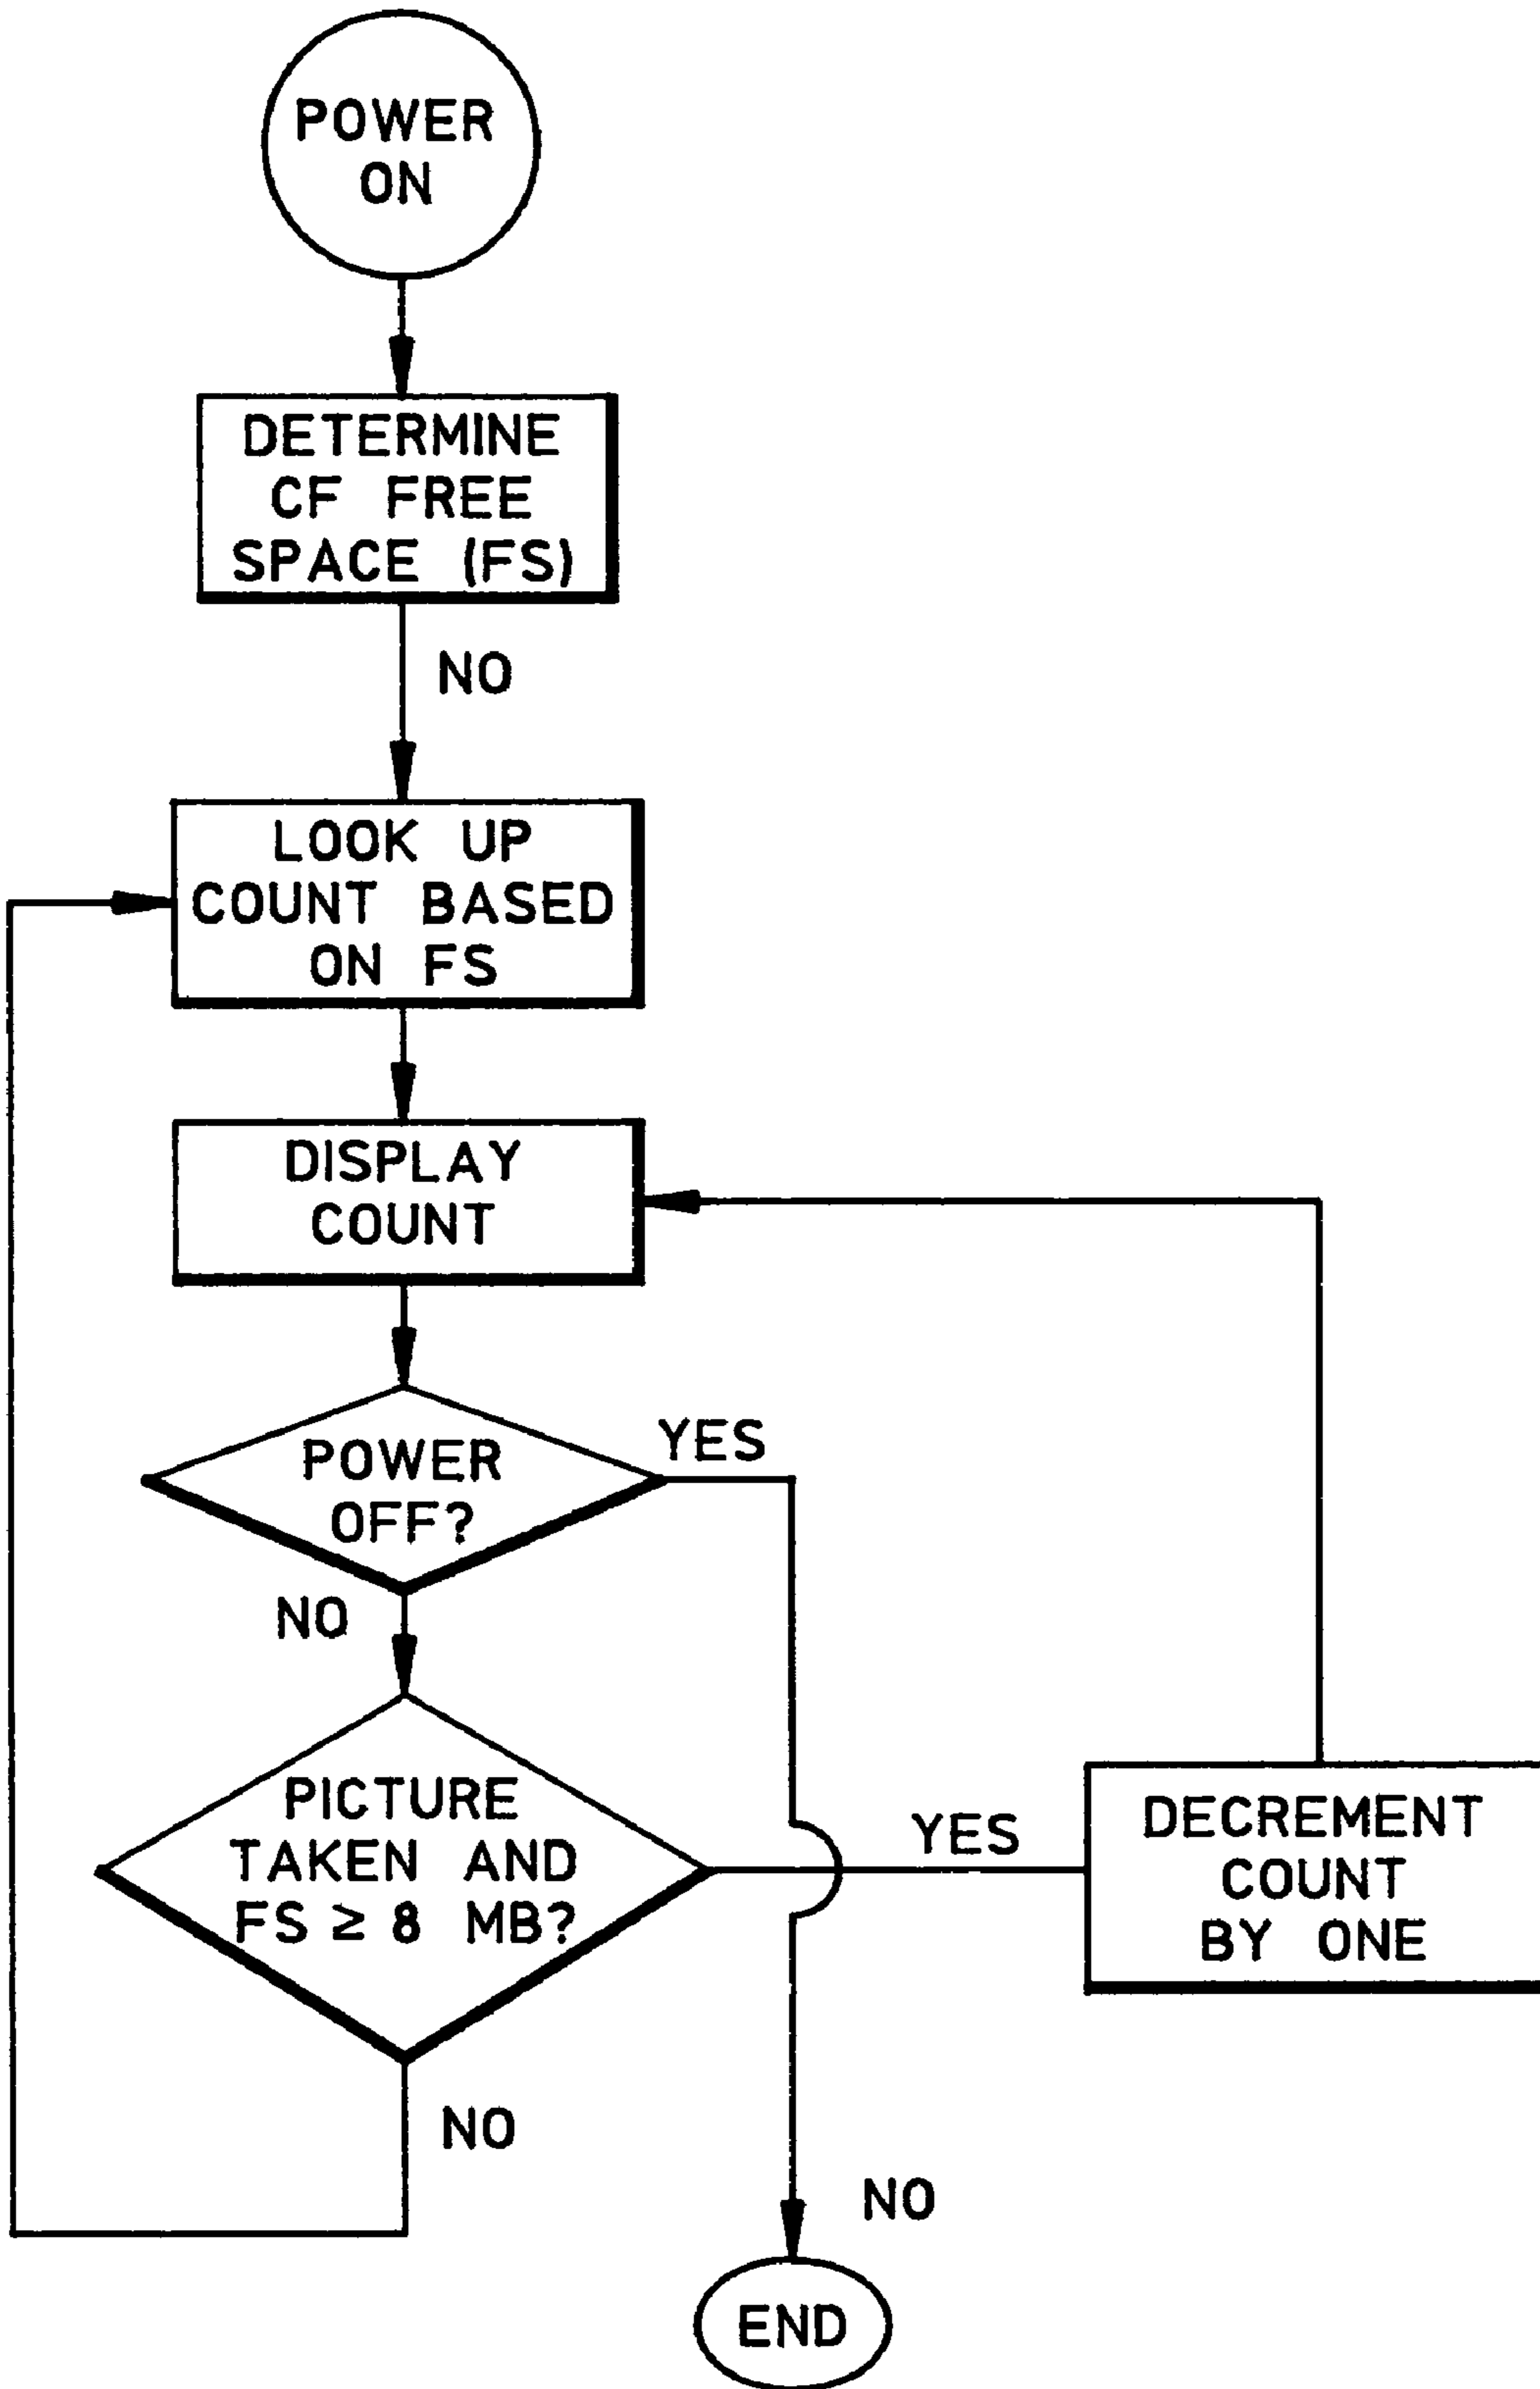 POWER
ON
DETERMINE
CF FREE
SPACE (FS)
NO
LOOK UP
COUNT BASED
ON FS
DISPLAY
COUNT
POWER
OFF?
YES
NO
PICTURE
TAKEN AND
FS ≥ 8 MB?
YES
DECREMENT
COUNT
BY ONE
NO
NO
END